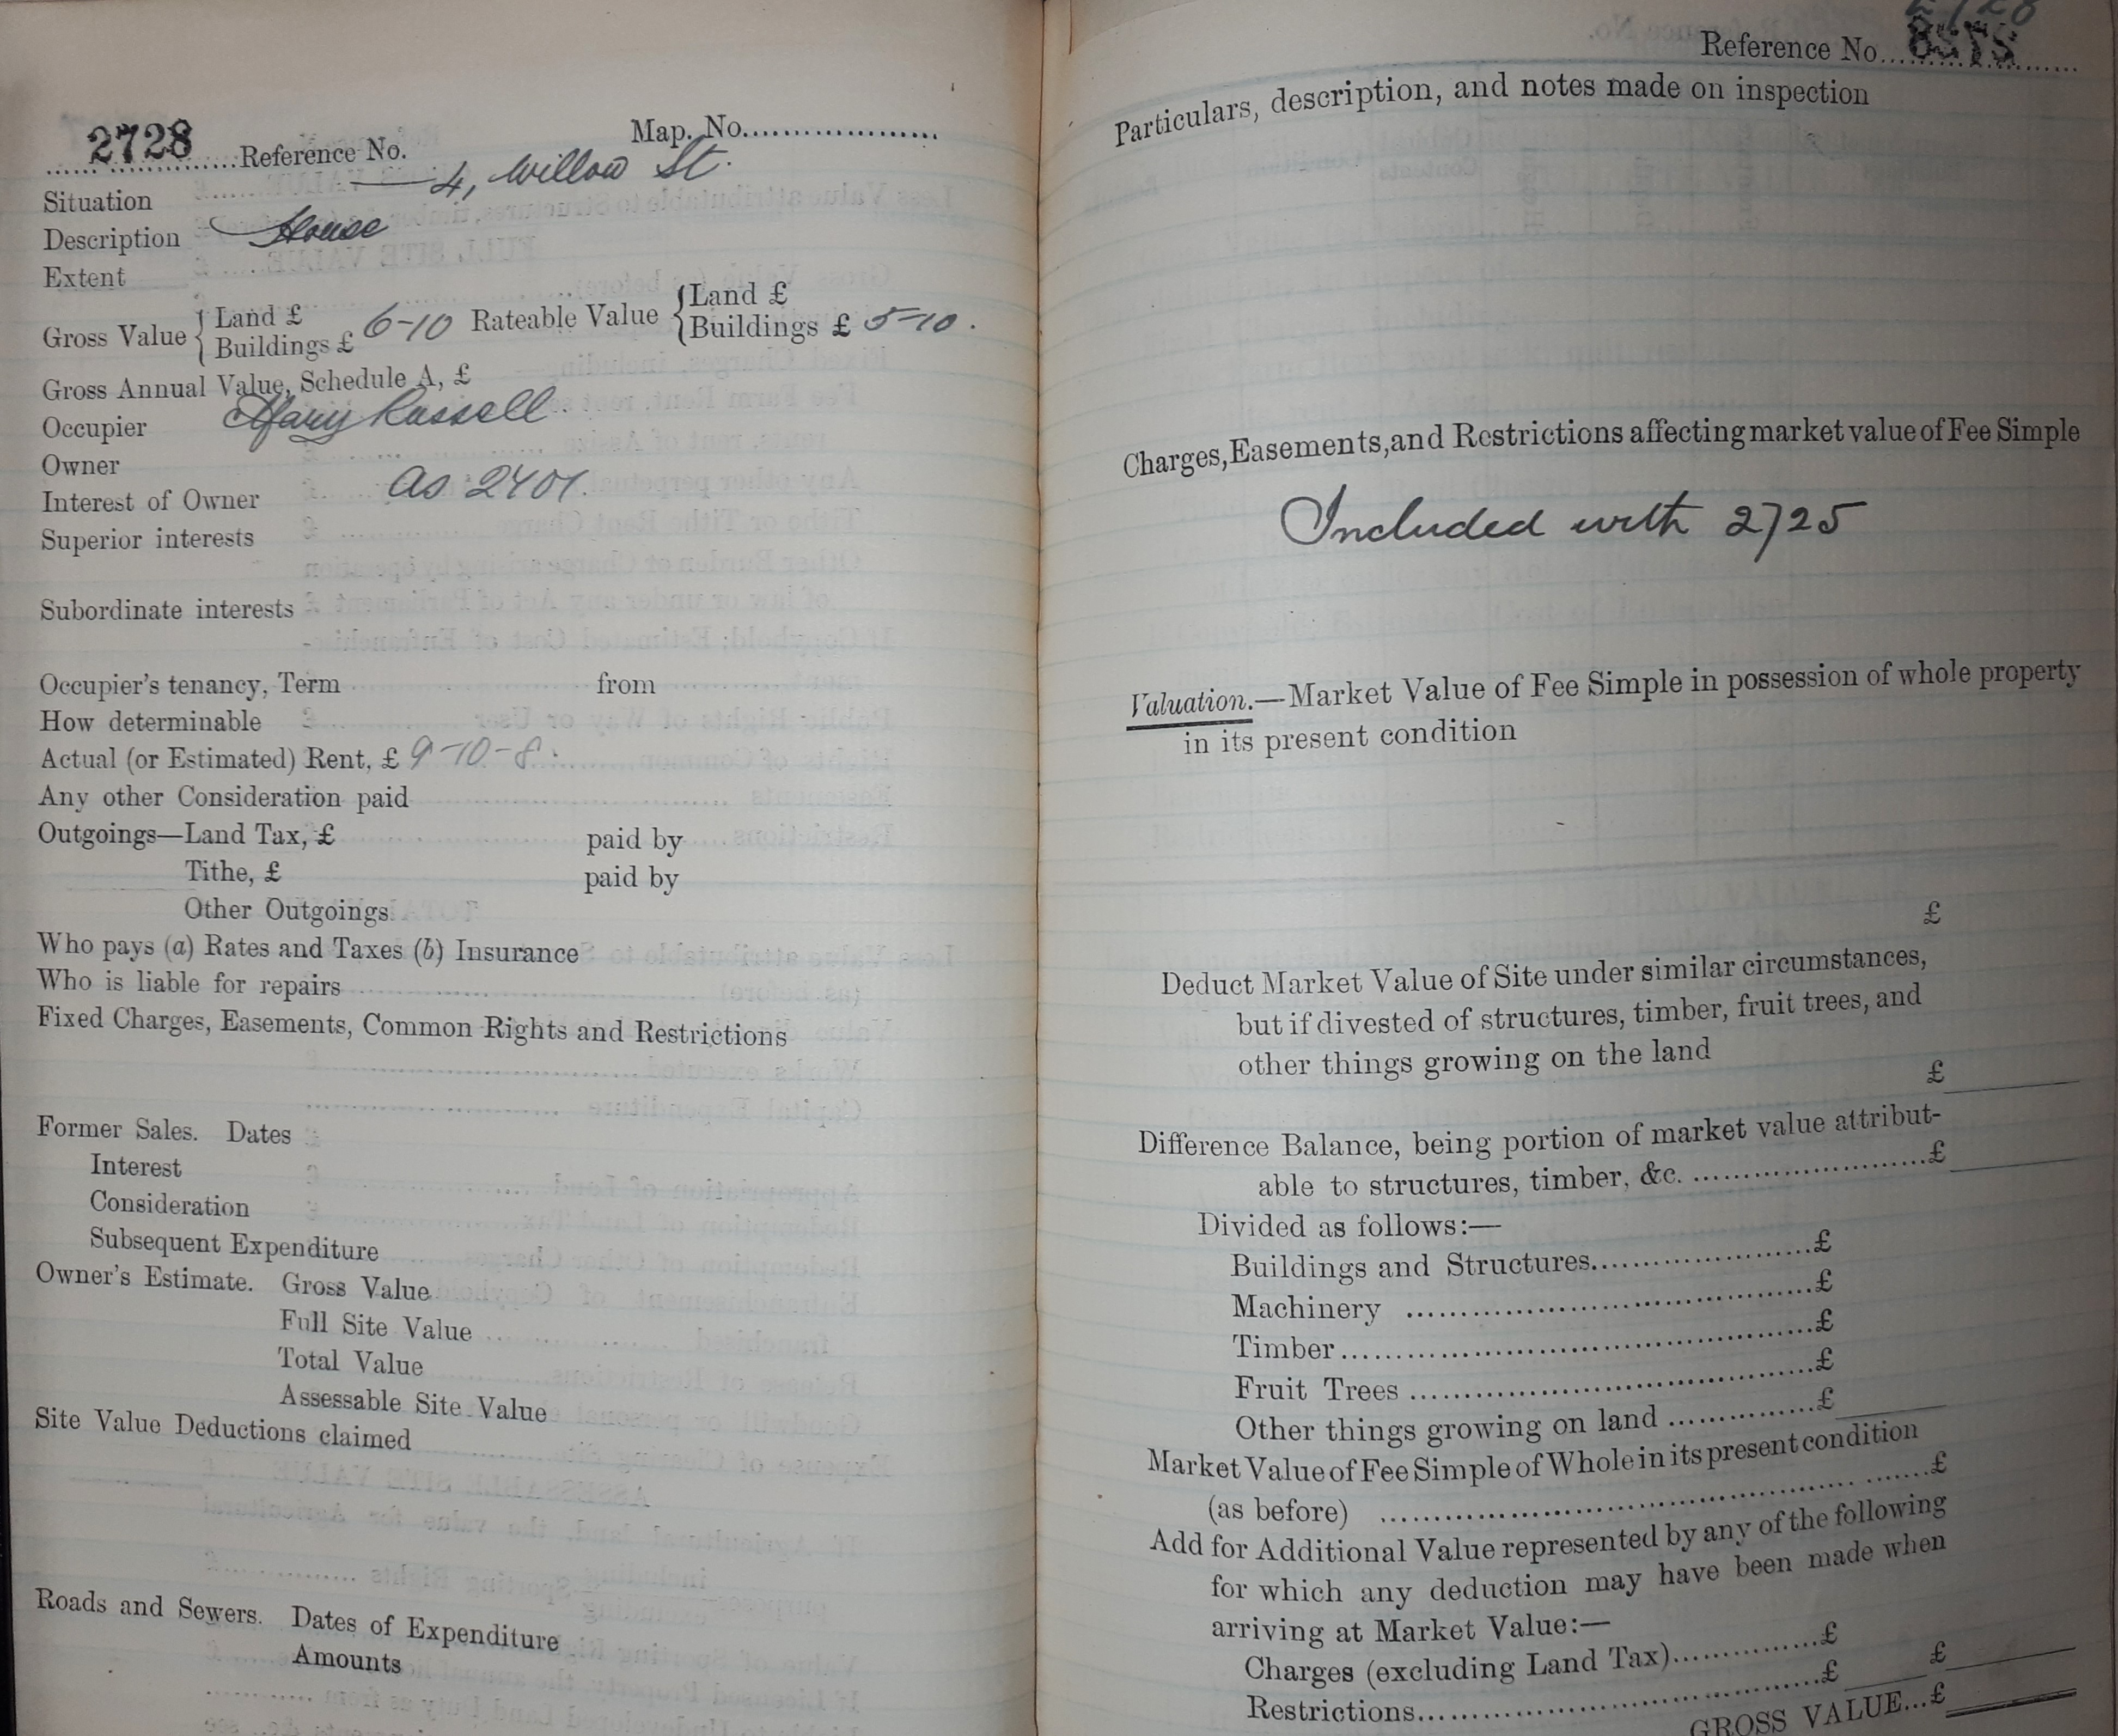 2728 Reference No. Map. No.
Situation 4, Willow St.
Description House
Extent
Gross Value { Land £ Rateable Value { Land £
Buildings £ 6-10 Buildings £ 5-10.
Gross Annual Value, Schedule A, £
Occupier Mary Russell
Owner
Interest of Owner as 2401.
Superior interests
Subordinate interests
Occupier's tenancy, Term from
How determinable
Actual (or Estimated) Rent, £ 9-10-8.
Any other Consideration paid
Outgoings—Land Tax, £ paid by
Tithe, £ paid by
Other Outgoings
Who pays (a) Rates and Taxes (b) Insurance
Who is liable for repairs
Fixed Charges, Easements, Common Rights and Restrictions
Former Sales. Dates
Interest
Consideration
Subsequent Expenditure
Owner's Estimate. Gross Value
Full Site Value
Total Value
Assessable Site Value
Site Value Deductions claimed
Roads and Sewers. Dates of Expenditure
Amounts
2728
Reference No.
Particulars, description, and notes made on inspection
Charges, Easements, and Restrictions affecting market value of Fee Simple
Included with 2725
Valuation.—Market Value of Fee Simple in possession of whole property
in its present condition
£
Deduct Market Value of Site under similar circumstances,
but if divested of structures, timber, fruit trees, and
other things growing on the land
£
Difference Balance, being portion of market value attribut-
able to structures, timber, &c. £
Divided as follows:—
Buildings and Structures £
Machinery £
Timber £
Fruit Trees £
Other things growing on land £
Market Value of Fee Simple of Whole in its present condition
(as before) £
Add for Additional Value represented by any of the following
for which any deduction may have been made when
arriving at Market Value:—
Charges (excluding Land Tax) £
Restrictions £ £
GROSS VALUE...£